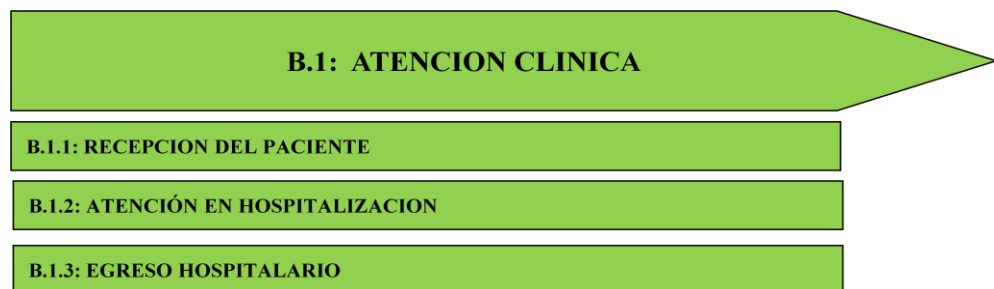 B.1: ATENCION CLINICA
B.1.1: RECEPCION DEL PACIENTE
B.1.2: ATENCIÓN EN HOSPITALIZACION
B.1.3: EGRESO HOSPITALARIO